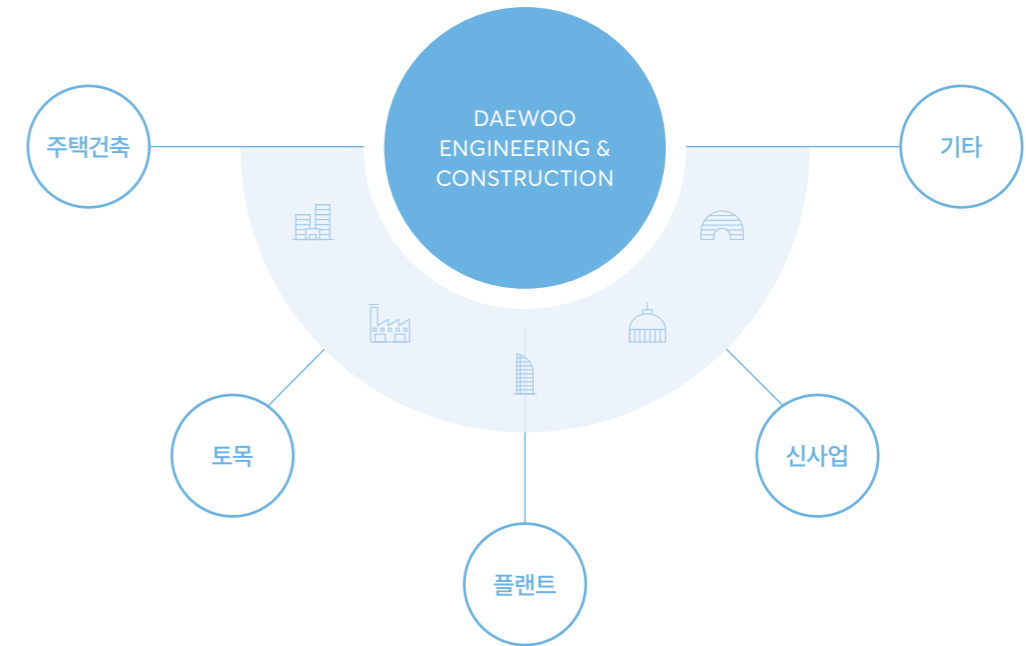 DAEWOO
ENGINEERING &
CONSTRUCTION
주택건축
기타
토목
신사업
플랜트